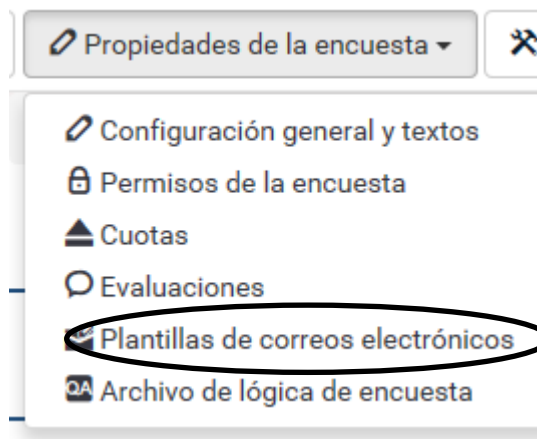 Propiedades de la encuesta
Configuración general y textos
Permisos de la encuesta
Cuotas
Evaluaciones
Plantillas de correos electrónicos
QA Archivo de lógica de encuesta